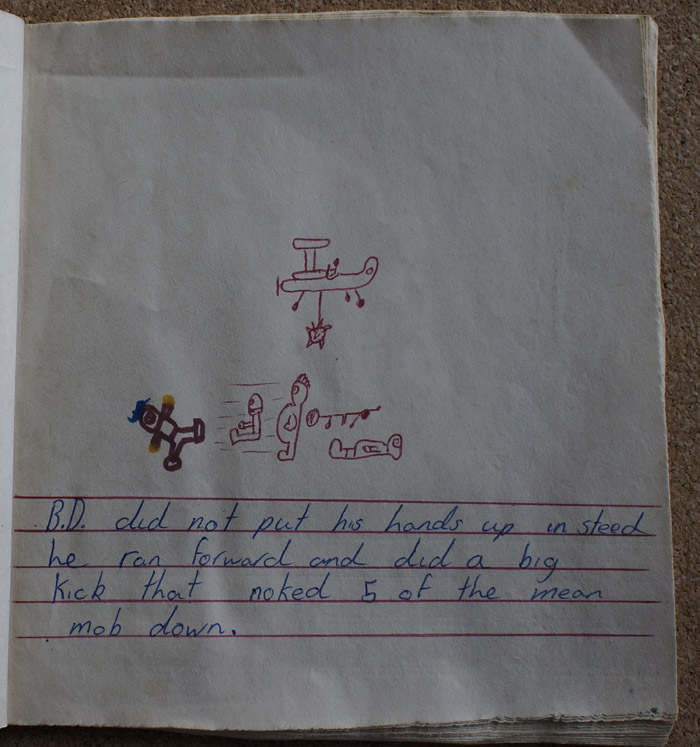 B.D. did not put his hands up in steed
he ran forward and did a big
kick that noked 5 of the mean
mob down.